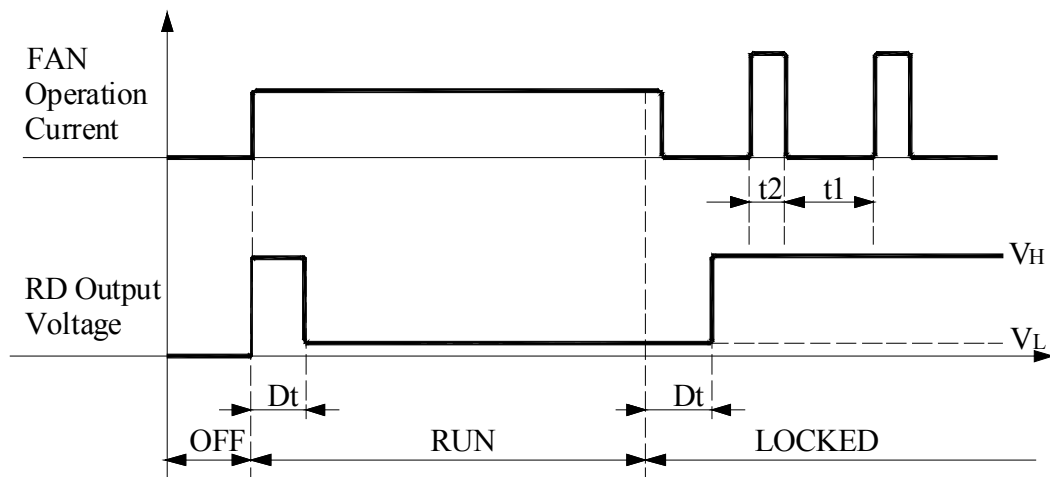 FAN
Operation
Current
t2
t1
VH
RD Output
Voltage
VL
Dt
Dt
OFF
RUN
LOCKED